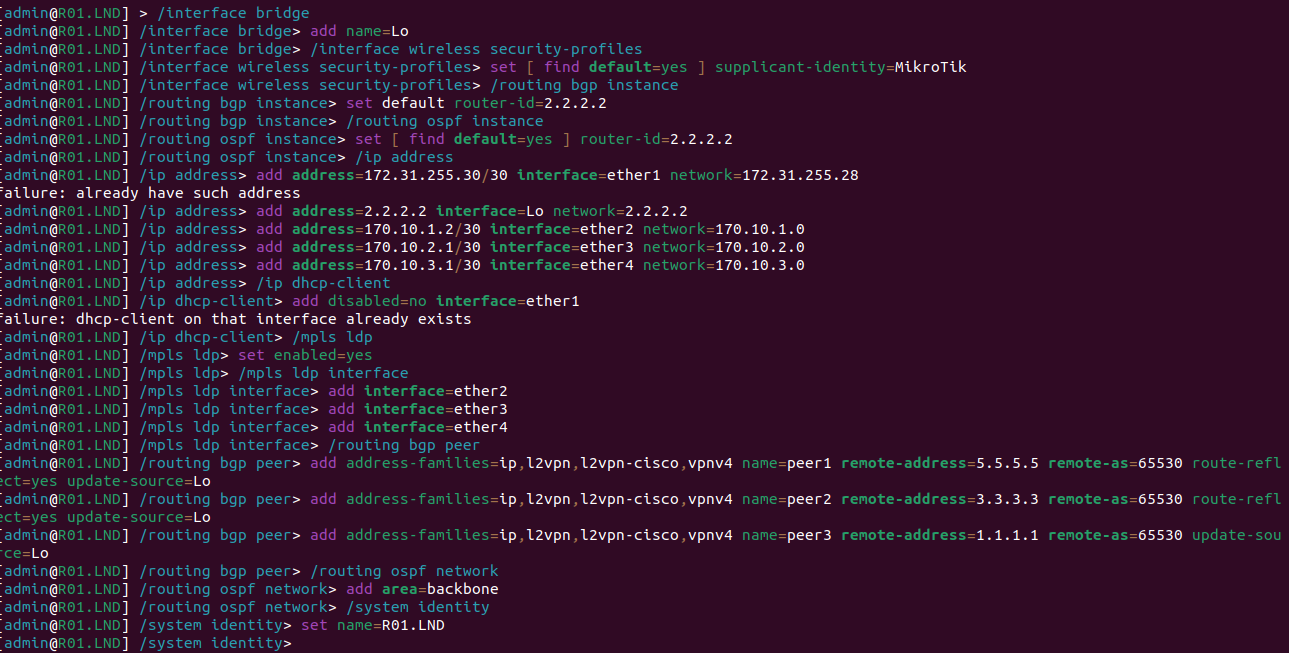 [admin@R01.LND] > /interface bridge
[admin@R01.LND] /interface bridge> add name=Lo
[admin@R01.LND] /interface bridge> /interface wireless security-profiles
[admin@R01.LND] /interface wireless security-profiles> set [ find default=yes ] supplicant-identity=MikroTik
[admin@R01.LND] /interface wireless security-profiles> /routing bgp instance
[admin@R01.LND] /routing bgp instance> set default router-id=2.2.2.2
[admin@R01.LND] /routing bgp instance> /routing ospf instance
[admin@R01.LND] /routing ospf instance> set [ find default=yes ] router-id=2.2.2.2
[admin@R01.LND] /routing ospf instance> /ip address
[admin@R01.LND] /ip address> add address=172.31.255.30/30 interface=ether1 network=172.31.255.28
failure: already have such address
[admin@R01.LND] /ip address> add address=2.2.2.2 interface=Lo network=2.2.2.2
[admin@R01.LND] /ip address> add address=170.10.1.2/30 interface=ether2 network=170.10.1.0
[admin@R01.LND] /ip address> add address=170.10.2.1/30 interface=ether3 network=170.10.2.0
[admin@R01.LND] /ip address> add address=170.10.3.1/30 interface=ether4 network=170.10.3.0
[admin@R01.LND] /ip address> /ip dhcp-client
[admin@R01.LND] /ip dhcp-client> add disabled=no interface=ether1
failure: dhcp-client on that interface already exists
[admin@R01.LND] /ip dhcp-client> /mpls ldp
[admin@R01.LND] /mpls ldp> set enabled=yes
[admin@R01.LND] /mpls ldp> /mpls ldp interface
[admin@R01.LND] /mpls ldp interface> add interface=ether2
[admin@R01.LND] /mpls ldp interface> add interface=ether3
[admin@R01.LND] /mpls ldp interface> add interface=ether4
[admin@R01.LND] /mpls ldp interface> /routing bgp peer
[admin@R01.LND] /routing bgp peer> add address-families=ip,l2vpn,l2vpn-cisco,vpnv4 name=peer1 remote-address=5.5.5.5 remote-as=65530 route-refl
ect=yes update-source=Lo
[admin@R01.LND] /routing bgp peer> add address-families=ip,l2vpn,l2vpn-cisco,vpnv4 name=peer2 remote-address=3.3.3.3 remote-as=65530 route-refl
ect=yes update-source=Lo
[admin@R01.LND] /routing bgp peer> add address-families=ip,l2vpn,l2vpn-cisco,vpnv4 name=peer3 remote-address=1.1.1.1 remote-as=65530 update-sou
rce=Lo
[admin@R01.LND] /routing bgp peer> /routing ospf network
[admin@R01.LND] /routing ospf network> add area=backbone
[admin@R01.LND] /routing ospf network> /system identity
[admin@R01.LND] /system identity> set name=R01.LND
[admin@R01.LND] /system identity>